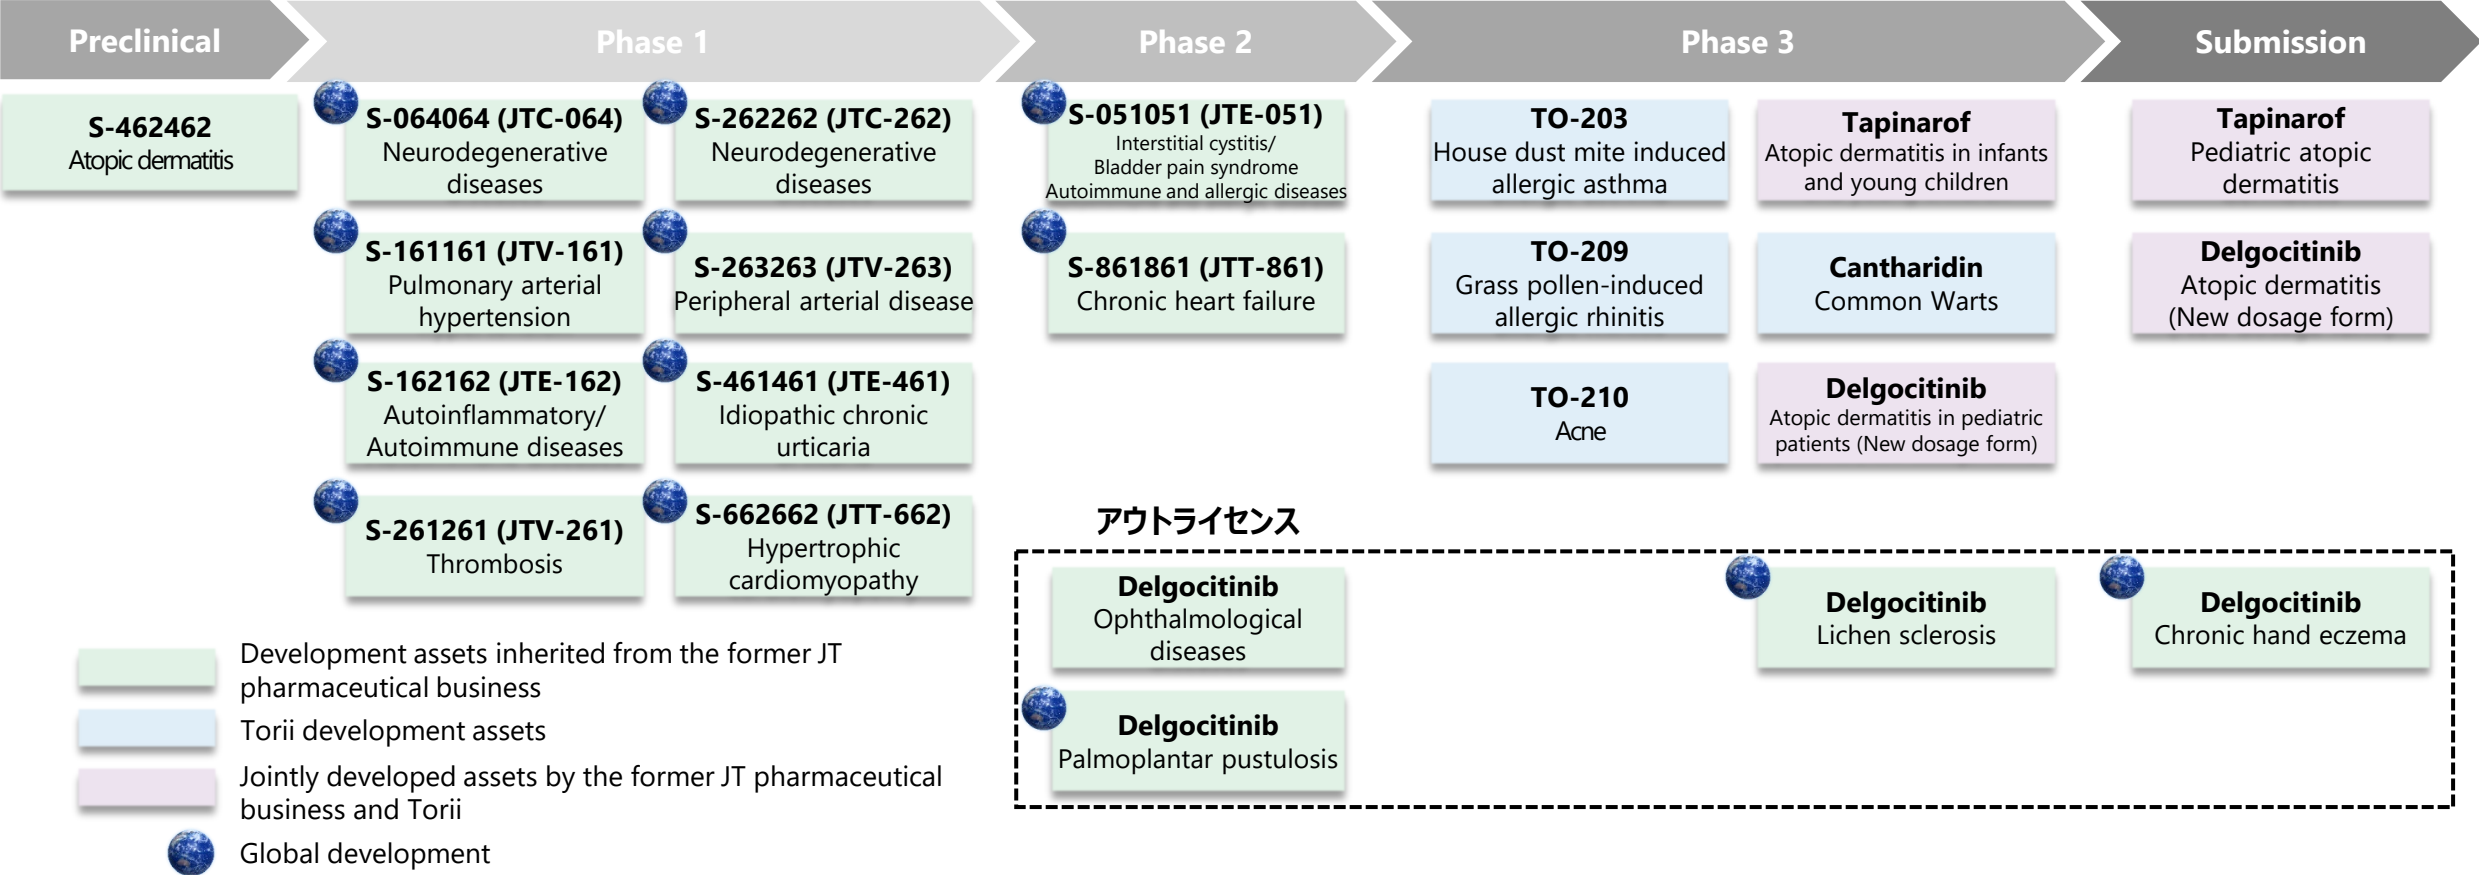 Preclinical
Phase 1
Phase 2
Phase 3
Submission
S-462462
Atopic dermatitis
S-064064 (JTC-064)
Neurodegenerative
diseases
S-262262 (JTC-262)
Neurodegenerative
diseases
S-051051 (JTE-051)
Interstitial cystitis/
Bladder pain syndrome
Autoimmune and allergic diseases
TO-203
House dust mite induced
allergic asthma
Tapinarof
Atopic dermatitis in infants
and young children
Tapinarof
Pediatric atopic
dermatitis
S-161161 (JTV-161)
Pulmonary arterial
hypertension
S-263263 (JTV-263)
Peripheral arterial disease
S-861861 (JTT-861)
Chronic heart failure
TO-209
Grass pollen-induced
allergic rhinitis
Cantharidin
Common Warts
Delgocitinib
Atopic dermatitis
(New dosage form)
S-162162 (JTE-162)
Autoinflammatory/
Autoimmune diseases
S-461461 (JTE-461)
Idiopathic chronic
urticaria
TO-210
Acne
Delgocitinib
Atopic dermatitis in pediatric
patients (New dosage form)
S-261261 (JTV-261)
Thrombosis
S-662662 (JTT-662)
Hypertrophic
cardiomyopathy
アウトライセンス
Delgocitinib
Ophthalmological
diseases
Delgocitinib
Lichen sclerosis
Delgocitinib
Chronic hand eczema
Delgocitinib
Palmoplantar pustulosis
Development assets inherited from the former JT
pharmaceutical business
Torii development assets
Jointly developed assets by the former JT pharmaceutical
business and Torii
Global development